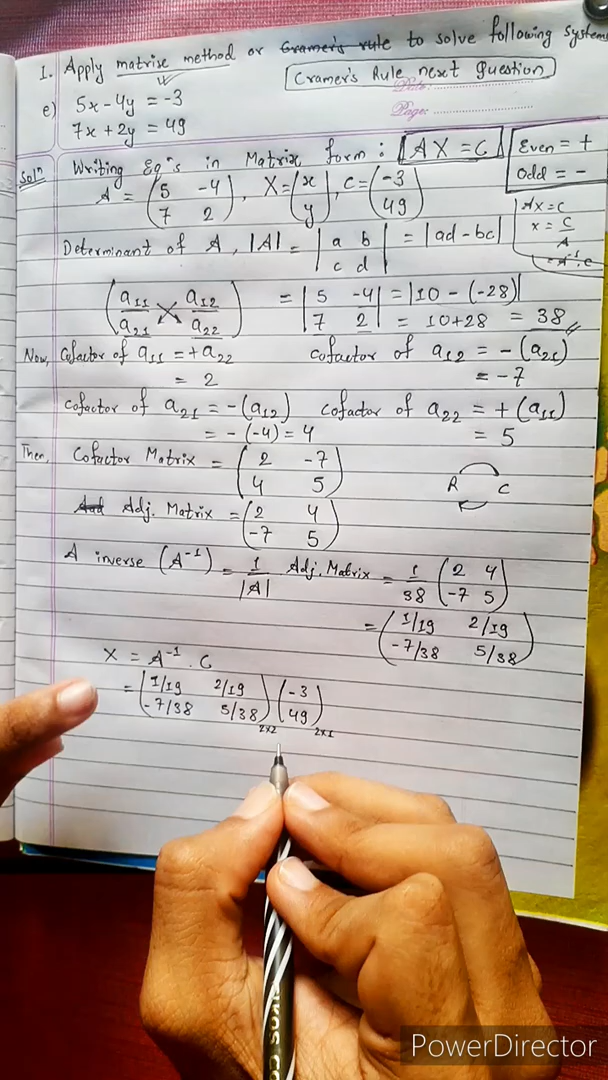 1. Apply matrix method or Cramer's rule to solve following systems
Cramer's Rule next question
Date:
Page:
e) 5x - 4y = -3
7x + 2y = 49
Soln Writing Eqns in Matrix form : AX = C
Even = +
Odd = -
A = (5 -4
7 2), X = (x
y), C = (-3
49)
AX = C
x = C/A
= A⁻¹.C
Determinant of A, |A| = |a b
c d| = |ad - bc|
(a11 a12
a21 a22)
= |5 -4
7 2| = |10 - (-28)|
= 10 + 28 = 38
Now, Cofactor of a11 = +a22
= 2
cofactor of a12 = -(a21)
= -7
cofactor of a21 = -(a12)
= -(-4) = 4
cofactor of a22 = +(a11)
= 5
Then, Cofactor Matrix = (2 -7
4 5)
R C
Adj. Matrix = (2 4
-7 5)
A inverse (A⁻¹) = 1/|A| Adj. Matrix = 1/38 (2 4
-7 5)
= (1/19 2/19
-7/38 5/38)
X = A⁻¹ . C
= (1/19 2/19
-7/38 5/38)2x2 (-3
49)2x1
PowerDirector